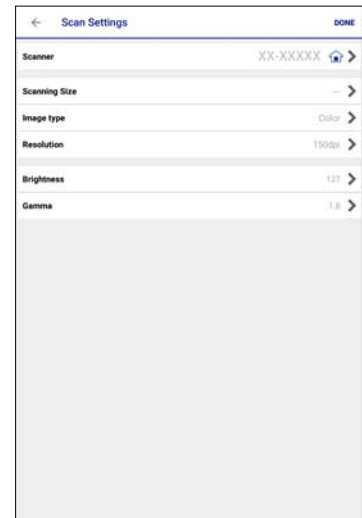 Scan Settings DONE
Scanner XX-XXXXX
Scanning Size —
Image type Color
Resolution 150dpi
Brightness 127
Gamma 1.8